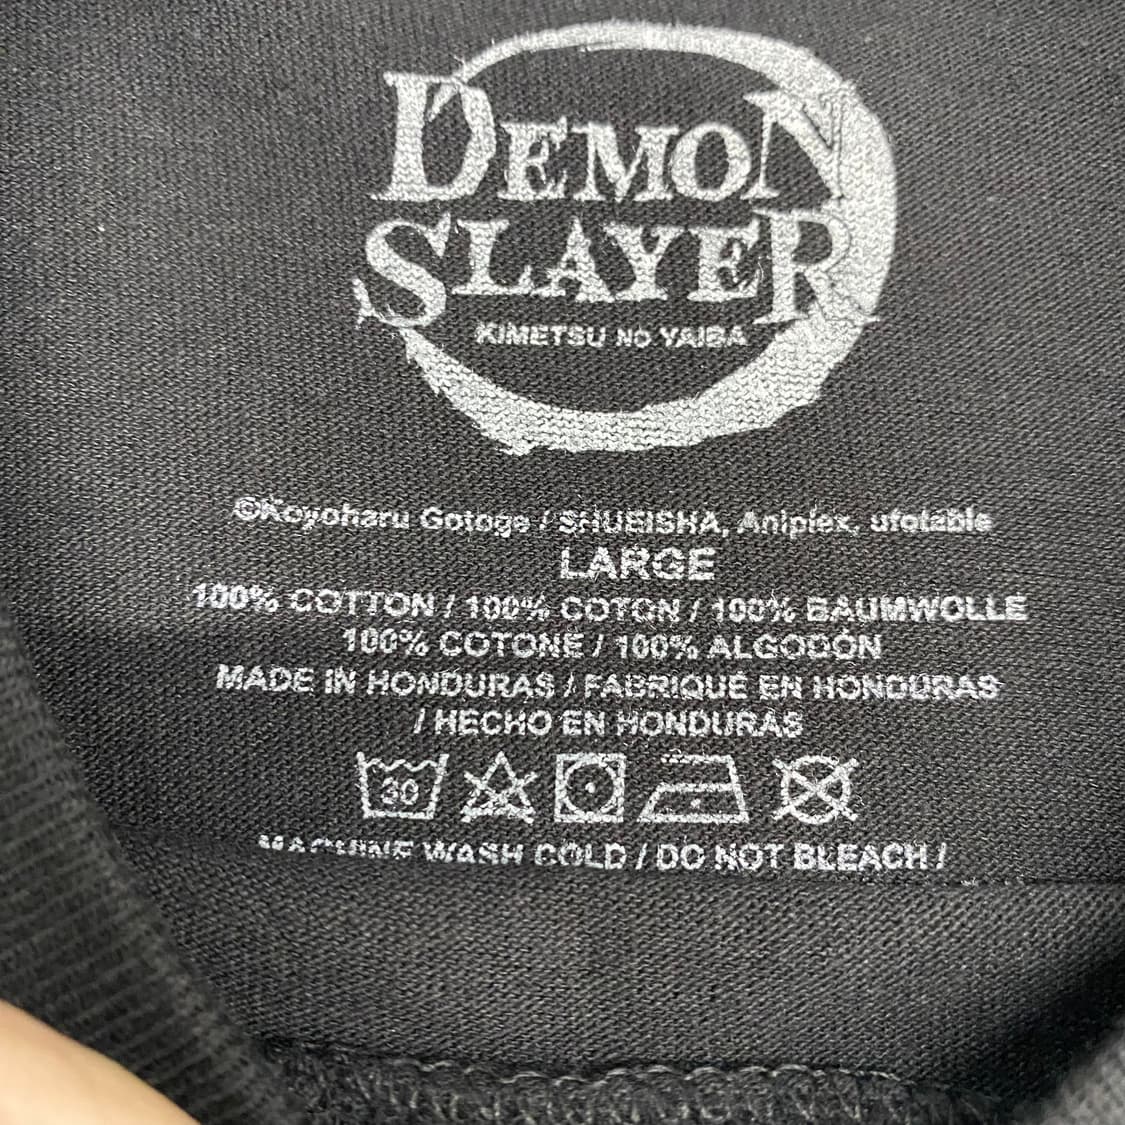 DEMON
SLAYER
KIMETSU NO YAIBA
©Koyoharu Gotoge / SHUEISHA, Aniplex, ufotable
LARGE
100% COTTON / 100% COTON / 100% BAUMWOLLE
100% COTONE / 100% ALGODÓN
MADE IN HONDURAS / FABRIQUÉ EN HONDURAS
/ HECHO EN HONDURAS
30
MACHINE WASH COLD / DO NOT BLEACH /